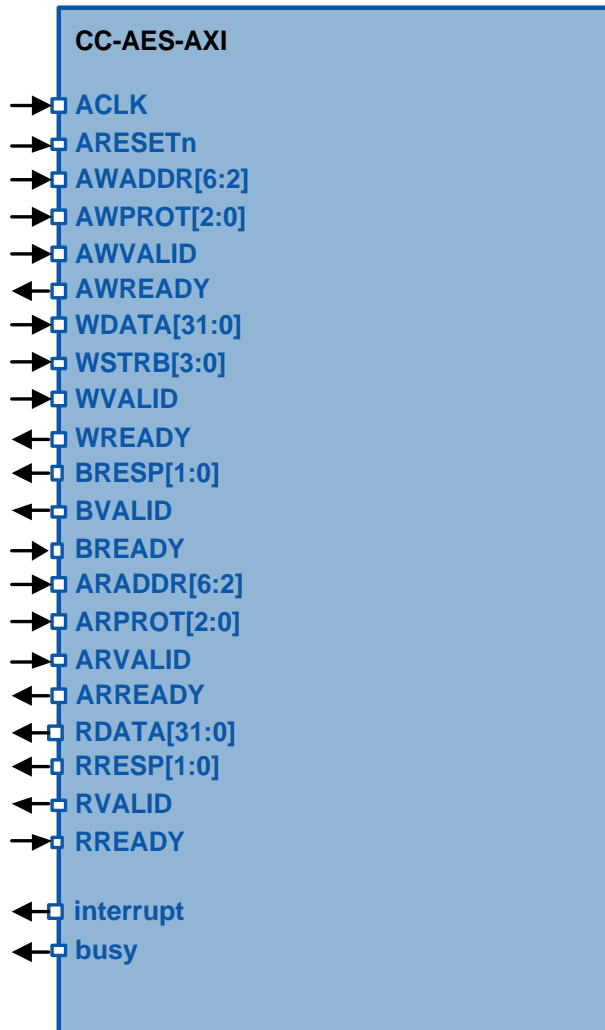 CC-AES-AXI
ACLK
ARESETn
AWADDR[6:2]
AWPROT[2:0]
AWVALID
AWREADY
WDATA[31:0]
WSTRB[3:0]
WVALID
WREADY
BRESP[1:0]
BVALID
BREADY
ARADDR[6:2]
ARPROT[2:0]
ARVALID
ARREADY
RDATA[31:0]
RRESP[1:0]
RVALID
RREADY
interrupt
busy